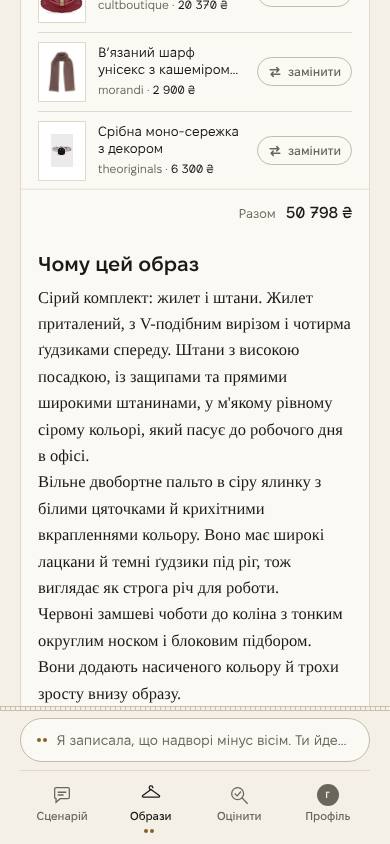 cultboutique · 20 370 ₴
В'язаний шарф
унісекс з кашеміром...
morandi · 2 900 ₴
замінити
Срібна моно-сережка
з декором
theoriginals · 6 300 ₴
замінити
Разом 50 798 ₴
Чому цей образ
Сірий комплект: жилет і штани. Жилет
приталений, з V-подібним вирізом і чотирма
ґудзиками спереду. Штани з високою
посадкою, із защипами та прямими
широкими штанинами, у м'якому рівному
сірому кольорі, який пасує до робочого дня
в офісі.
Вільне двобортне пальто в сіру ялинку з
білими цяточками й крихітними
вкрапленнями кольору. Воно має широкі
лацкани й темні ґудзики під ріг, тож
виглядає як строга річ для роботи.
Червоні замшеві чоботи до коліна з тонким
округлим носком і блоковим підбором.
Вони додають насиченого кольору й трохи
зросту внизу образу.
Я записала, що надворі мінус вісім. Ти йде...
Сценарій
Образи
Оцінити
г
Профіль